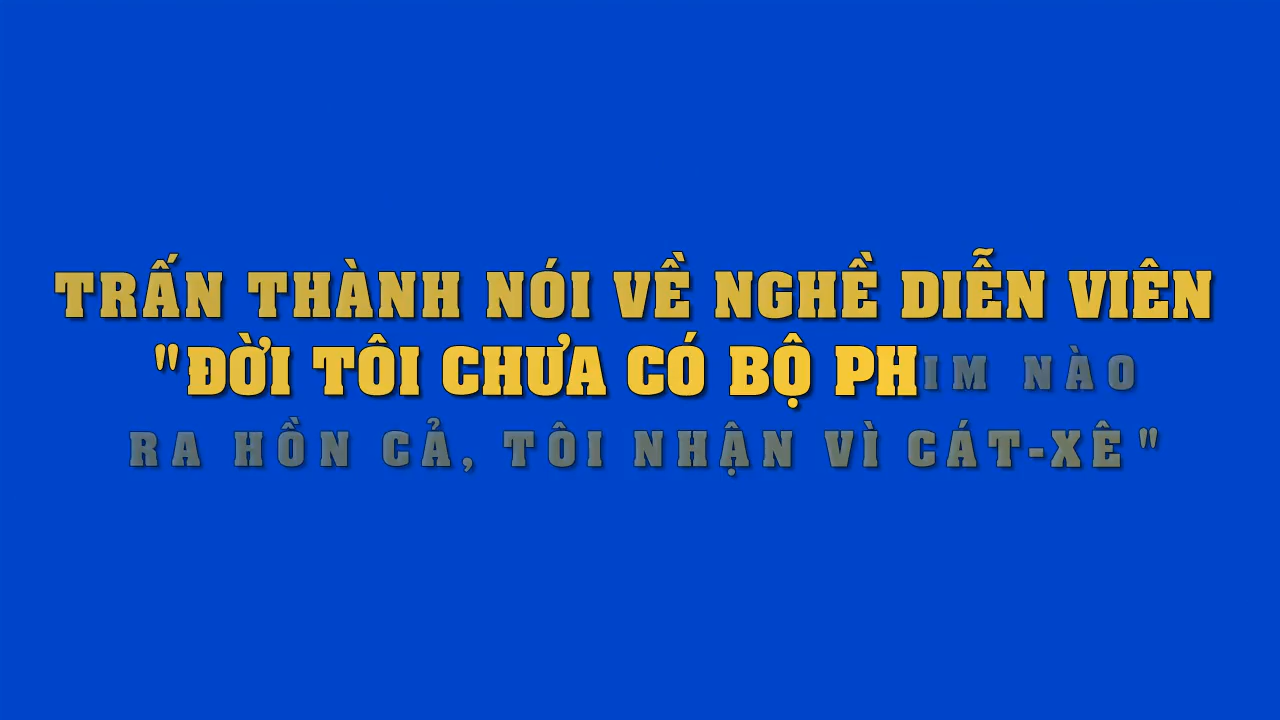 TRẤN THÀNH NÓI VỀ NGHỀ DIỄN VIÊN
"ĐỜI TÔI CHƯA CÓ BỘ PHIM NÀO
RA HỒN CẢ, TÔI NHẬN VÌ CÁT-XÊ"